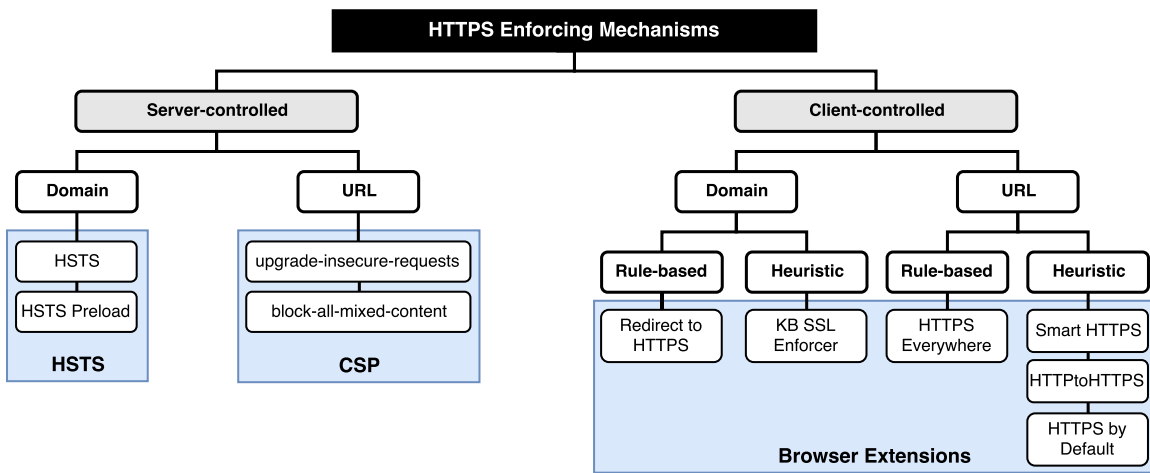 HTTPS Enforcing Mechanisms
Server-controlled
Client-controlled
Domain
URL
Domain
URL
Rule-based
Heuristic
Rule-based
Heuristic
HSTS
HSTS Preload
HSTS
upgrade-insecure-requests
block-all-mixed-content
CSP
Redirect to
HTTPS
KB SSL
Enforcer
HTTPS
Everywhere
Smart HTTPS
HTTPtoHTTPS
HTTPS by
Default
Browser Extensions